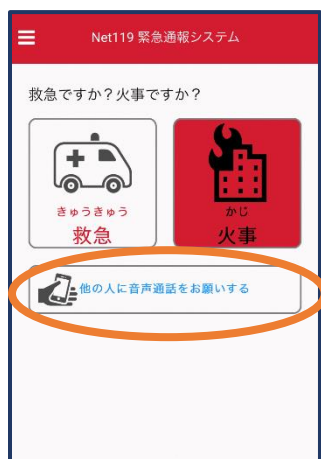 Net119 緊急通報システム
救急ですか？火事ですか？
きゅうきゅう
救急
かじ
火事
他の人に音声通話をお願いする